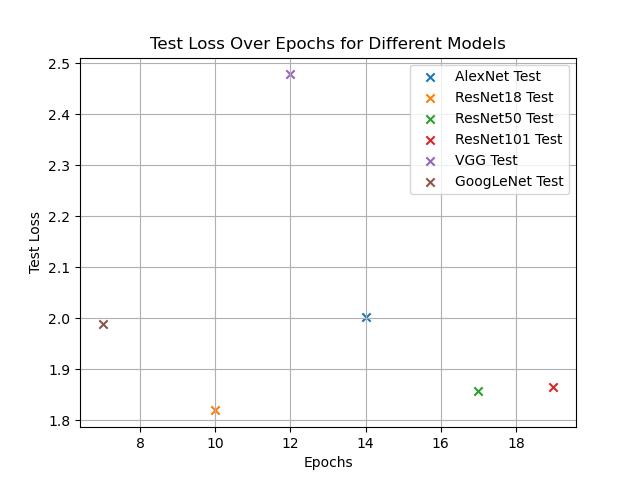 Test Loss Over Epochs for Different Models
2.5
2.4
2.3
2.2
2.1
2.0
1.9
1.8
Test Loss
AlexNet Test
ResNet18 Test
ResNet50 Test
ResNet101 Test
VGG Test
GoogLeNet Test
8 10 12 14 16 18
Epochs